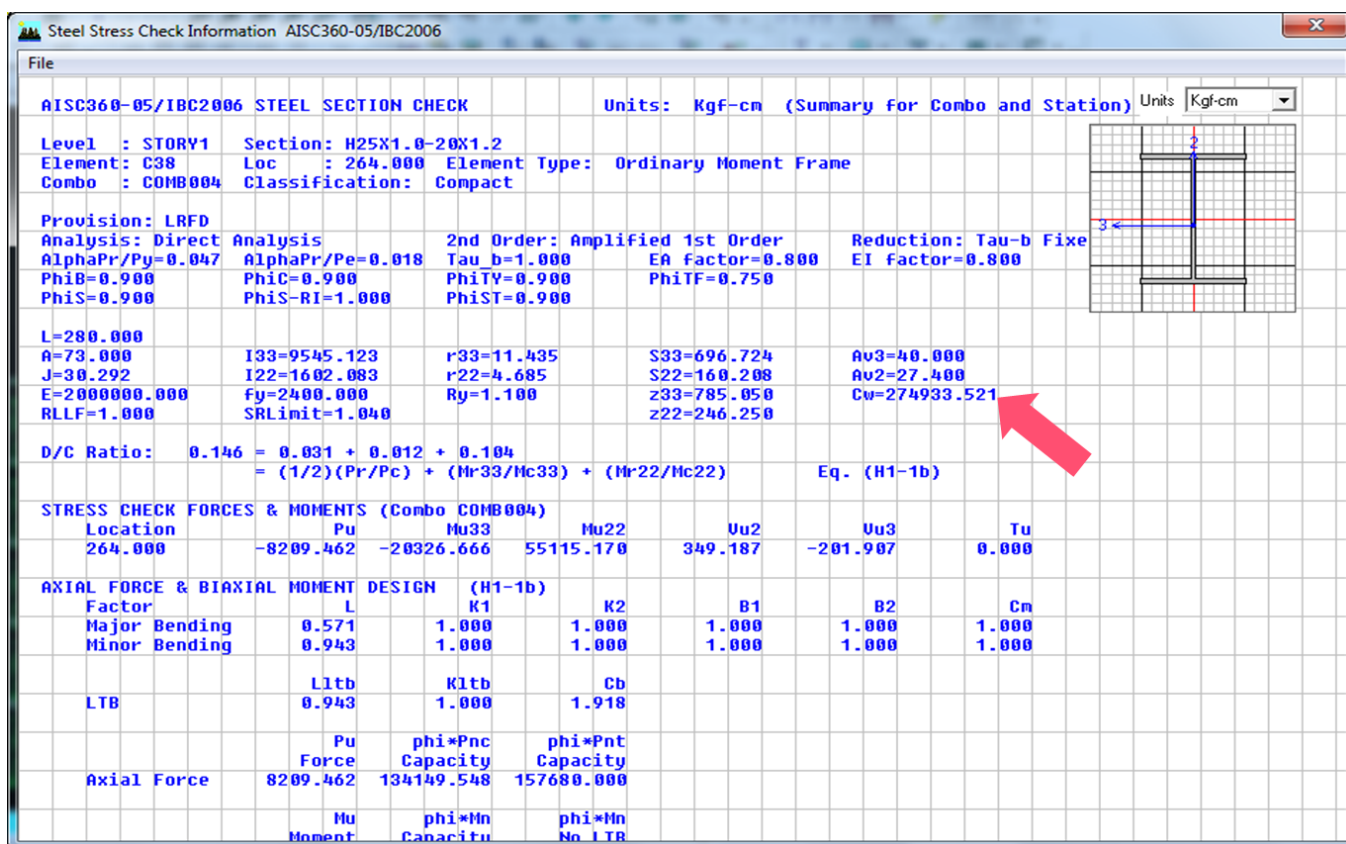 Steel Stress Check Information AISC360-05/IBC2006
File
AISC360-05/IBC2006 STEEL SECTION CHECK Units: Kgf-cm (Summary for Combo and Station) Units Kgf-cm
Level : STORY1 Section: H25X1.0-20X1.2
Element: C38 Loc : 264.000 Element Type: Ordinary Moment Frame
Combo : COMB004 Classification: Compact
2
3
Provision: LRFD
Analysis: Direct Analysis 2nd Order: Amplified 1st Order Reduction: Tau-b Fixe
AlphaPr/Py=0.047 AlphaPr/Pe=0.018 Tau_b=1.000 EA factor=0.800 EI factor=0.800
PhiB=0.900 PhiC=0.900 PhiTY=0.900 PhiTF=0.750
PhiS=0.900 PhiS-RI=1.000 PhiST=0.900
L=280.000
A=73.000 I33=9545.123 r33=11.435 S33=696.724 Av3=40.000
J=30.292 I22=1602.083 r22=4.685 S22=160.208 Av2=27.400
E=2000000.000 fy=2400.000 Ry=1.100 z33=785.050 Cw=274933.521
RLLF=1.000 SRLimit=1.040 z22=246.250
D/C Ratio: 0.146 = 0.031 + 0.012 + 0.104
= (1/2)(Pr/Pc) + (Mr33/Mc33) + (Mr22/Mc22) Eq. (H1-1b)
STRESS CHECK FORCES & MOMENTS (Combo COMB004)
Location Pu Mu33 Mu22 Vu2 Vu3 Tu
264.000 -8209.462 -20326.666 55115.170 349.187 -201.907 0.000
AXIAL FORCE & BIAXIAL MOMENT DESIGN (H1-1b)
Factor L K1 K2 B1 B2 Cm
Major Bending 0.571 1.000 1.000 1.000 1.000 1.000
Minor Bending 0.943 1.000 1.000 1.000 1.000 1.000
Lltb Kltb Cb
LTB 0.943 1.000 1.918
Pu phi*Pnc phi*Pnt
Force Capacity Capacity
Axial Force 8209.462 134149.548 157680.000
Mu phi*Mn phi*Mn
Moment Capacity No LTB